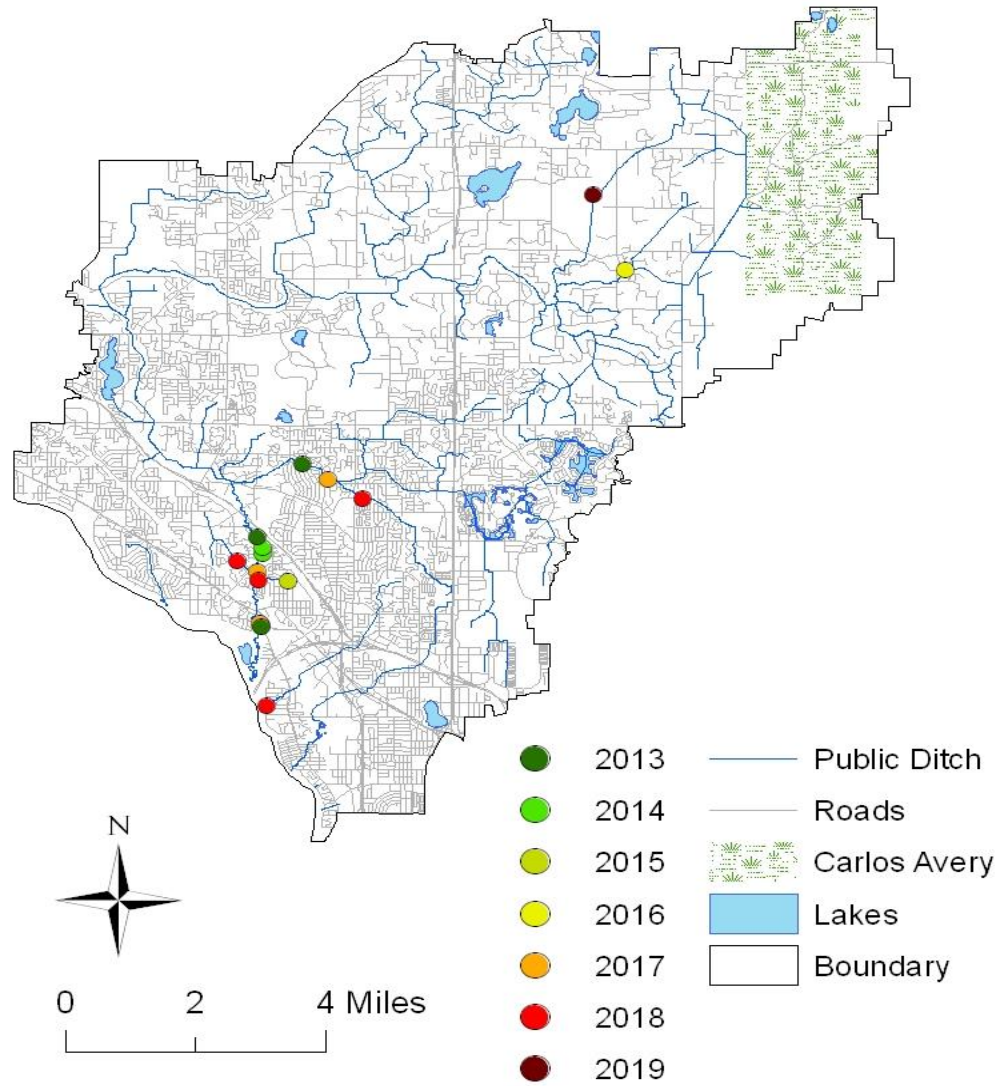 2013 Public Ditch
2014 Roads
2015 Carlos Avery
N
2016 Lakes
2017 Boundary
0 2 4 Miles
2018
2019